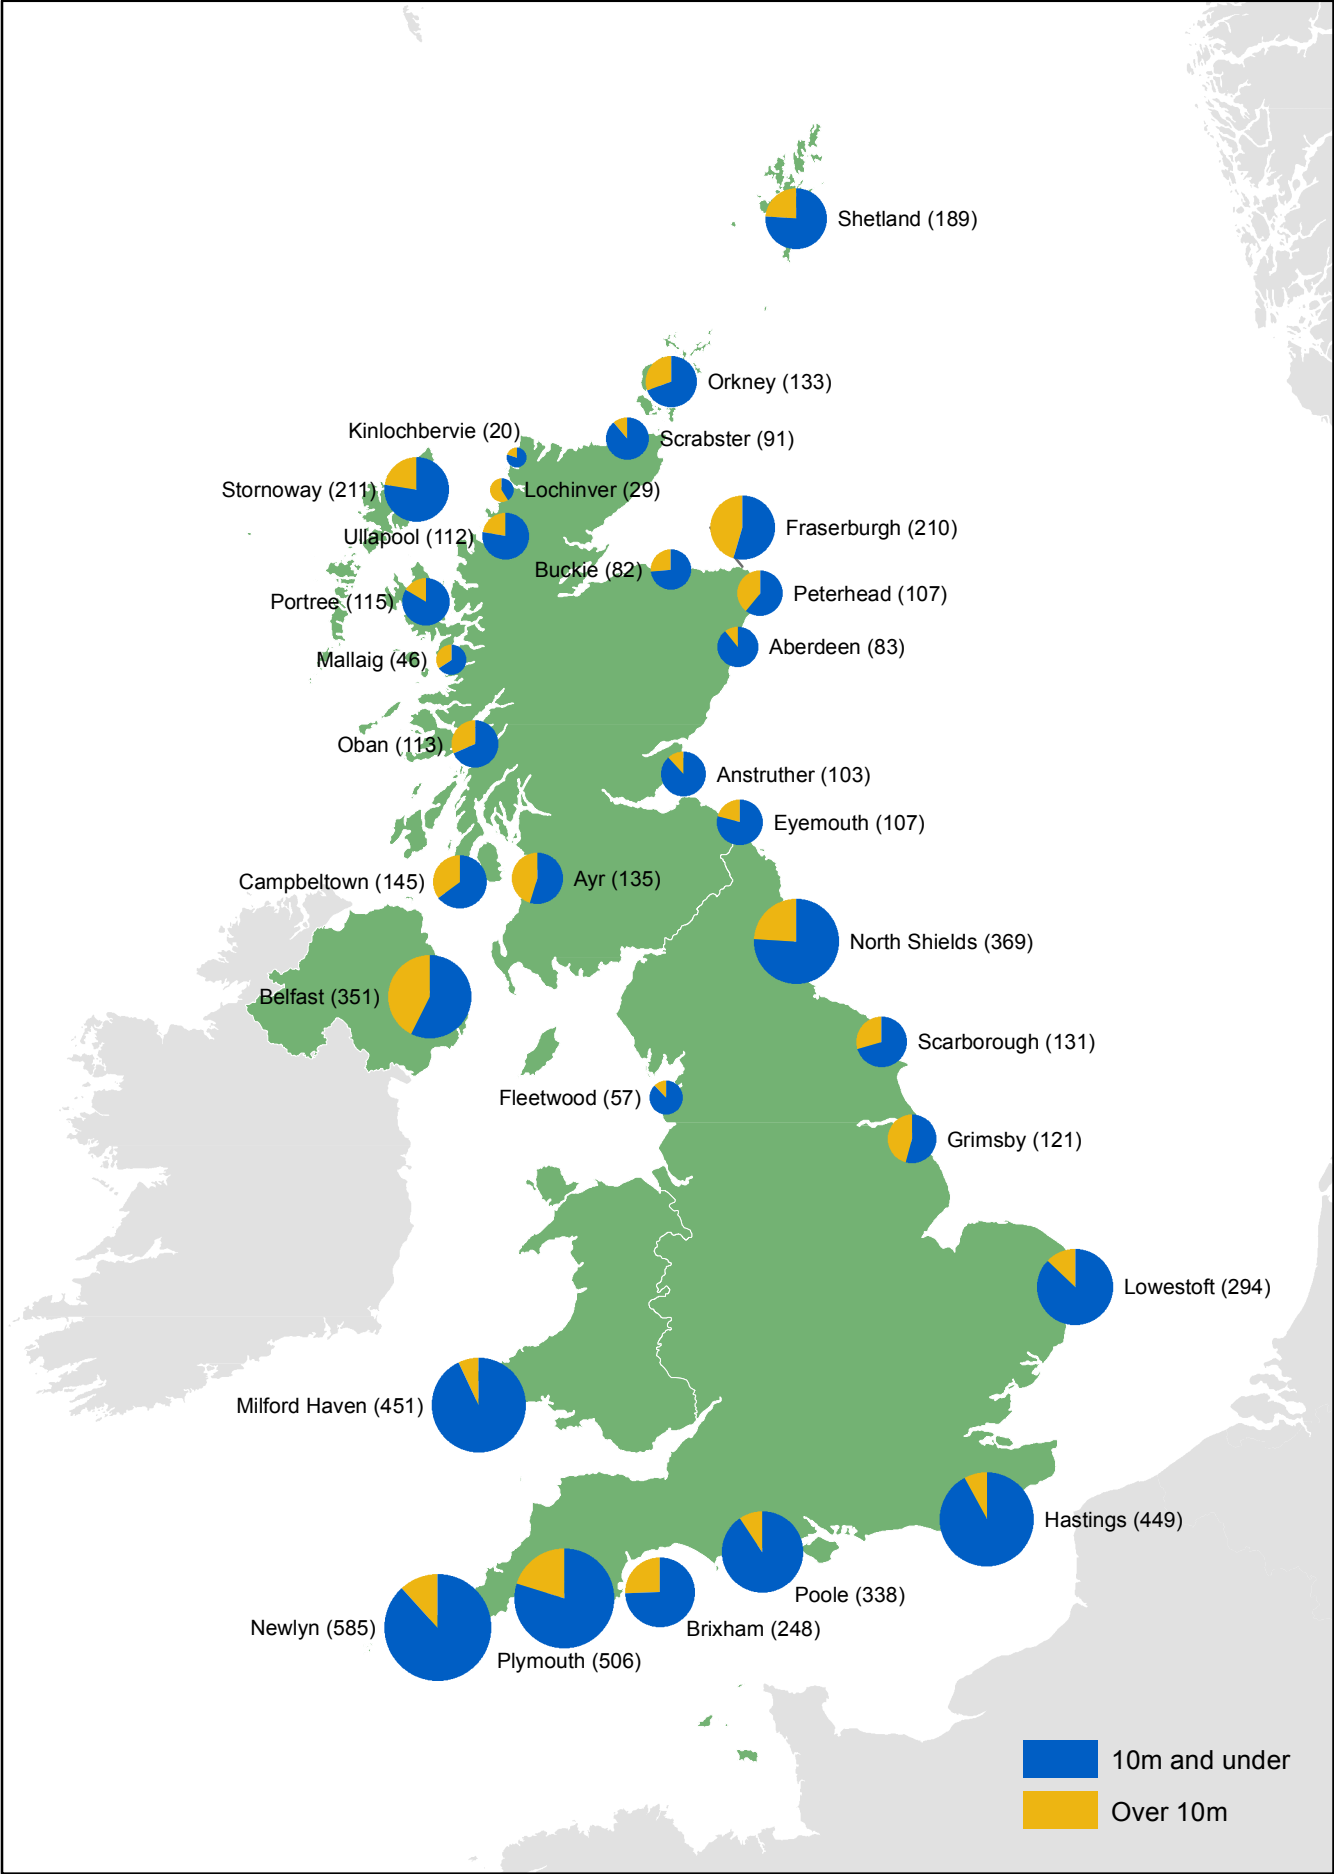 Shetland (189)
Orkney (133)
Kinlochbervie (20)
Scrabster (91)
Stornoway (211)
Lochinver (29)
Fraserburgh (210)
Ullapool (112)
Buckie (82)
Peterhead (107)
Portree (115)
Aberdeen (83)
Mallaig (46)
Oban (113)
Anstruther (103)
Eyemouth (107)
Campbeltown (145)
Ayr (135)
North Shields (369)
Belfast (351)
Scarborough (131)
Fleetwood (57)
Grimsby (121)
Lowestoft (294)
Milford Haven (451)
Hastings (449)
Poole (338)
Newlyn (585)
Brixham (248)
Plymouth (506)
10m and under
Over 10m